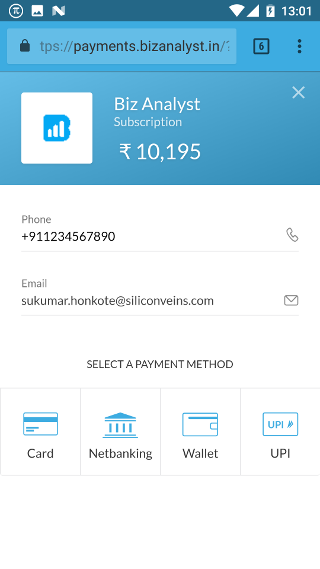 13:01
tps://payments.bizanalyst.in/?
6
Biz Analyst
Subscription
₹ 10,195
Phone
+911234567890
Email
sukumar.honkote@siliconveins.com
SELECT A PAYMENT METHOD
UPI
Card Netbanking Wallet UPI